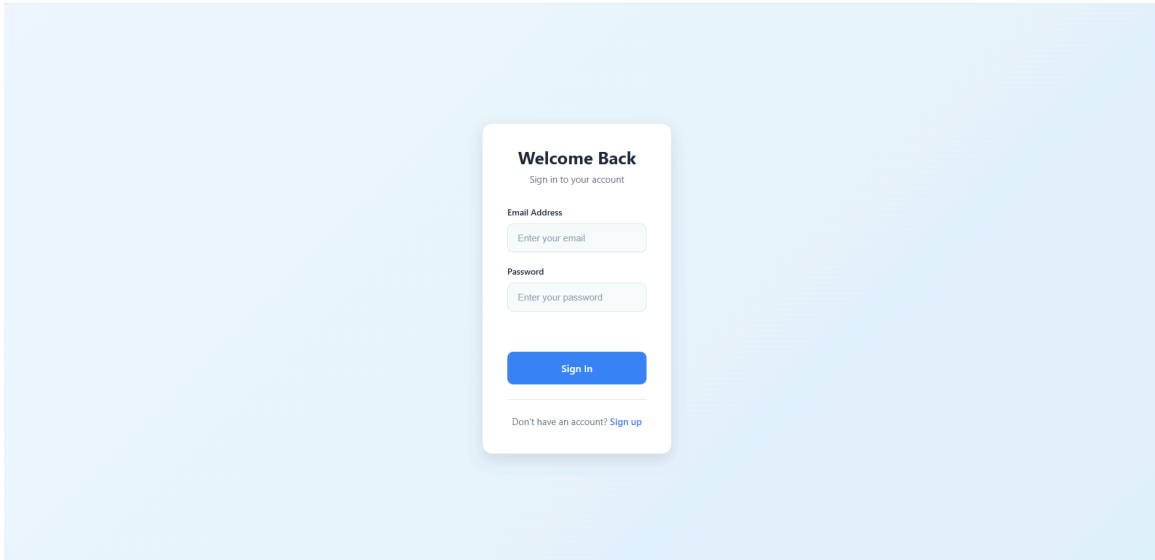 Welcome Back
Sign in to your account
Email Address
Enter your email
Password
Enter your password
Sign In
Don't have an account? Sign up